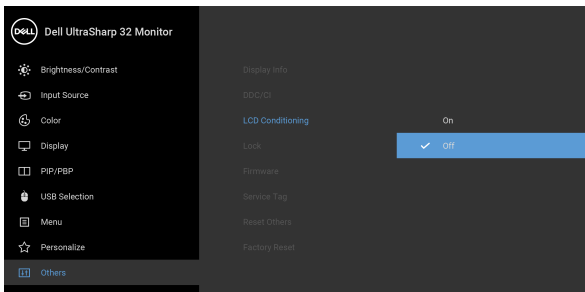 DELL Dell UltraSharp 32 Monitor
Brightness/Contrast
Input Source
Color
Display
PIP/PBP
USB Selection
Menu
Personalize
Others
Display Info
DDC/CI
LCD Conditioning
Lock
Firmware
Service Tag
Reset Others
Factory Reset
On
Off